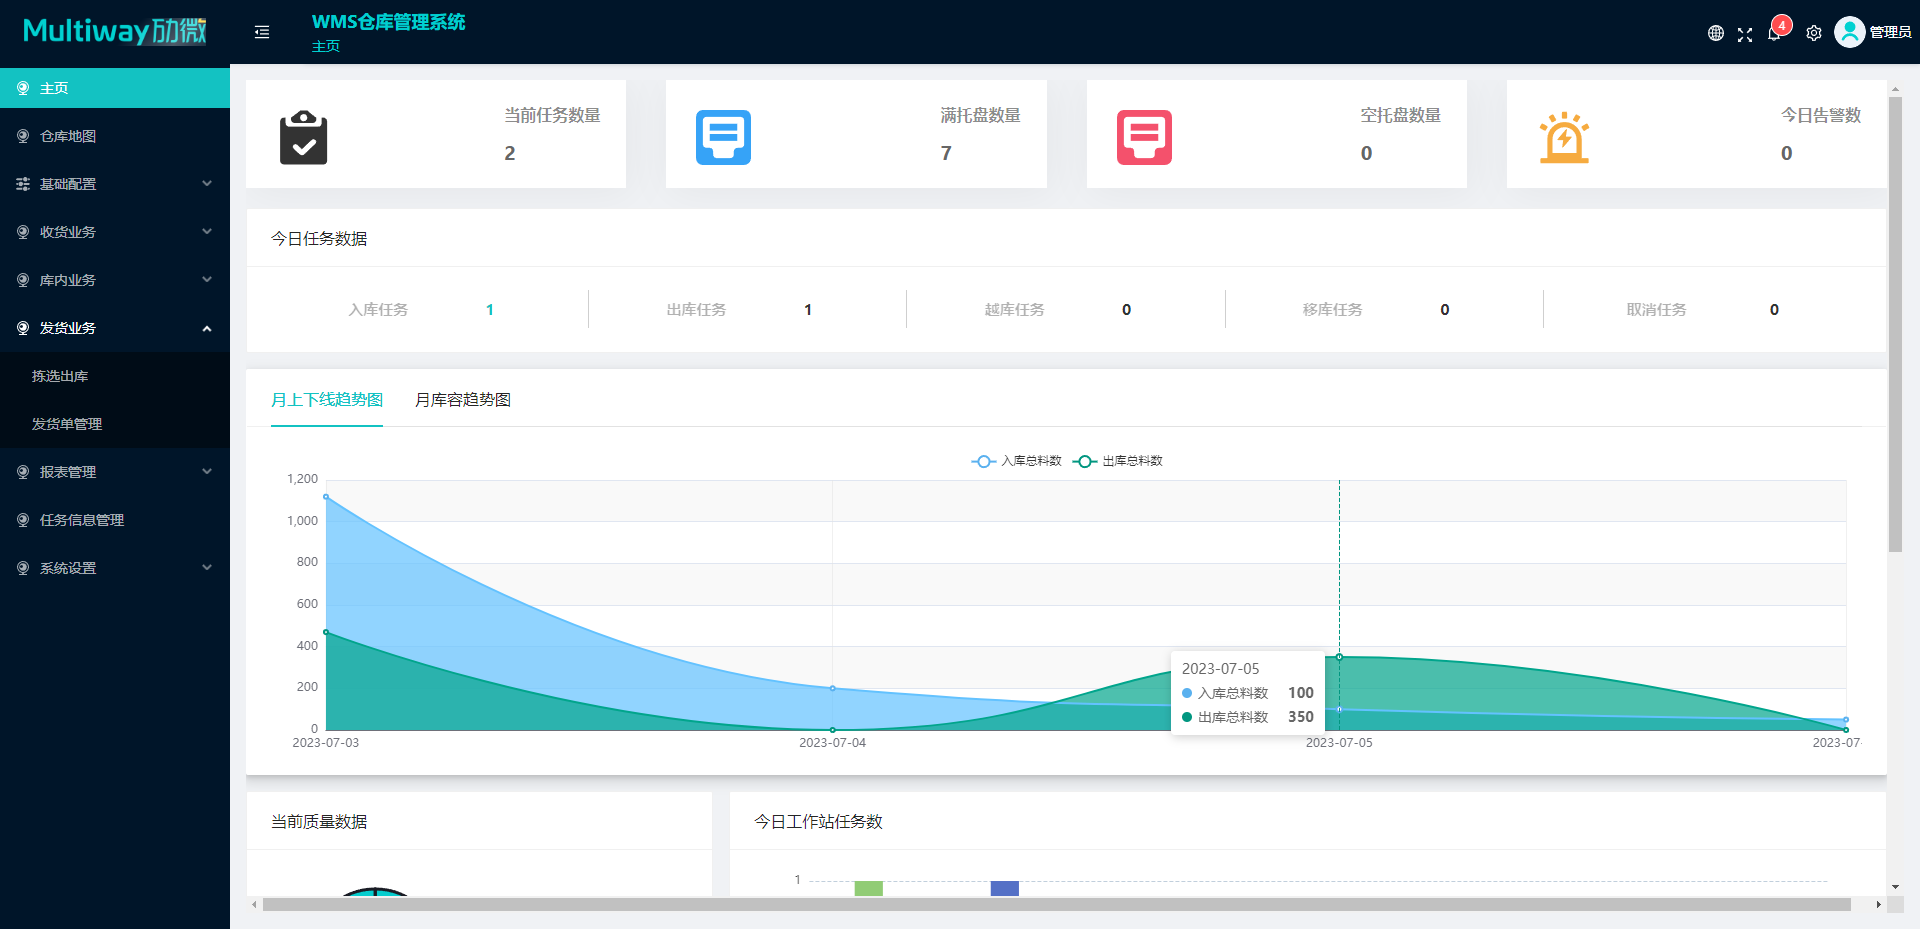 Multiway劢微
WMS仓库管理系统
主页
4
管理员
主页
仓库地图
基础配置
收货业务
库内业务
发货业务
拣选出库
发货单管理
报表管理
任务信息管理
系统设置
当前任务数量
2
满托盘数量
7
空托盘数量
0
今日告警数
0
今日任务数据
入库任务 1
出库任务 1
越库任务 0
移库任务 0
取消任务 0
月上下线趋势图 月库容趋势图
入库总料数 出库总料数
1,200
1,000
800
600
400
200
0
2023-07-03 2023-07-04 2023-07-05 2023-07-
2023-07-05
入库总料数 100
出库总料数 350
当前质量数据
今日工作站任务数
1